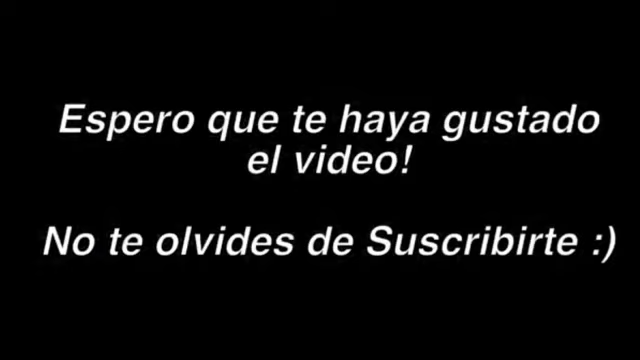 Espero que te haya gustado
el video!
No te olvides de Suscribirte :)